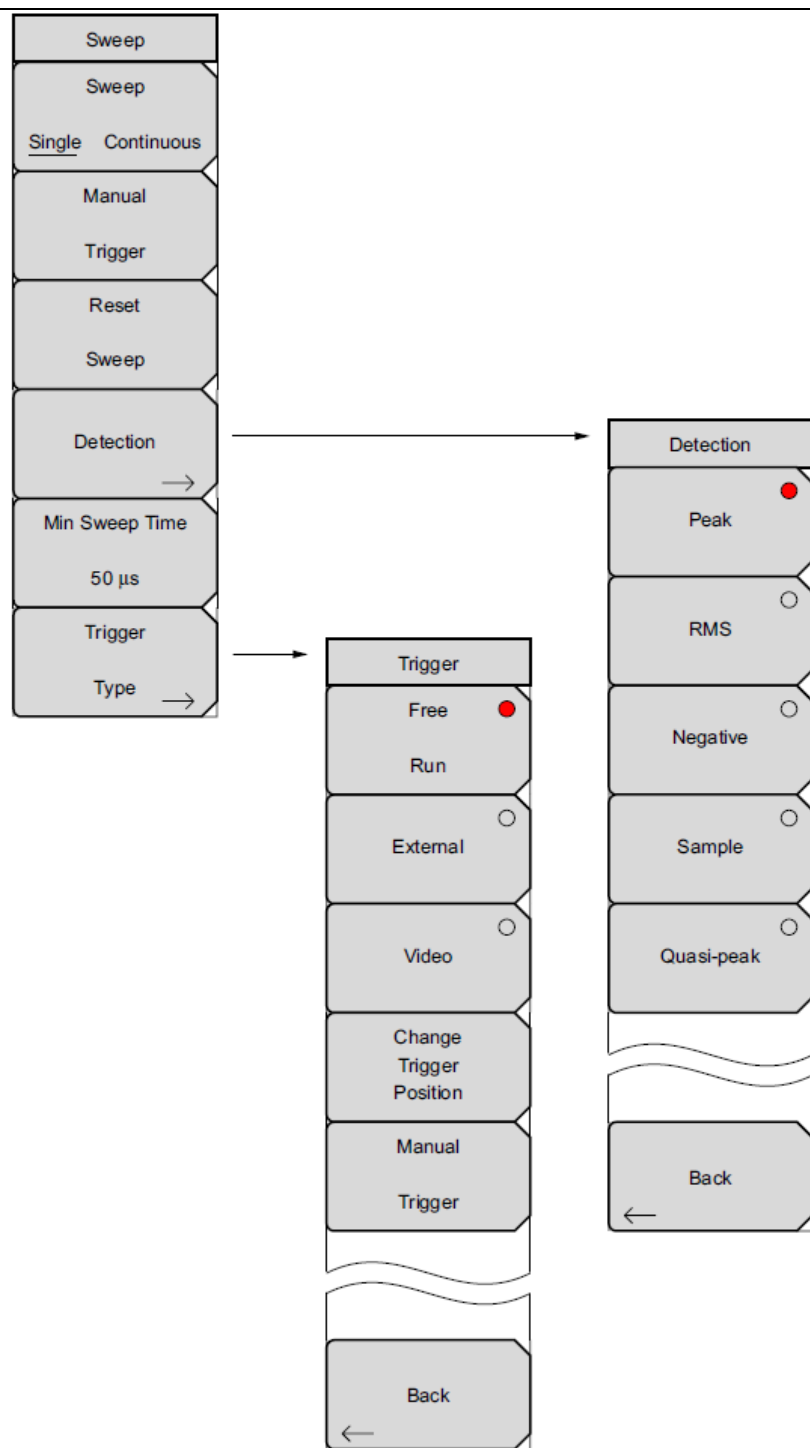 Sweep
Sweep
Single Continuous
Manual
Trigger
Reset
Sweep
Detection
Min Sweep Time
50 µs
Trigger
Type
Trigger
Free
Run
External
Video
Change
Trigger
Position
Manual
Trigger
Back
Detection
Peak
RMS
Negative
Sample
Quasi-peak
Back